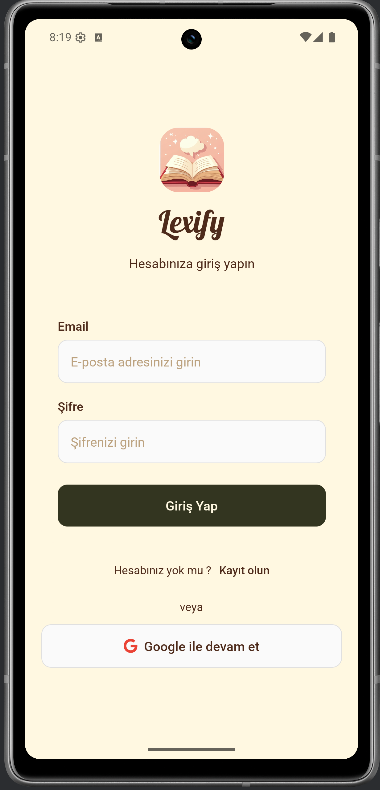 8:19
Lexify
Hesabınıza giriş yapın
Email
E-posta adresinizi girin
Şifre
Şifrenizi girin
Giriş Yap
Hesabınız yok mu ? Kayıt olun
veya
Google ile devam et